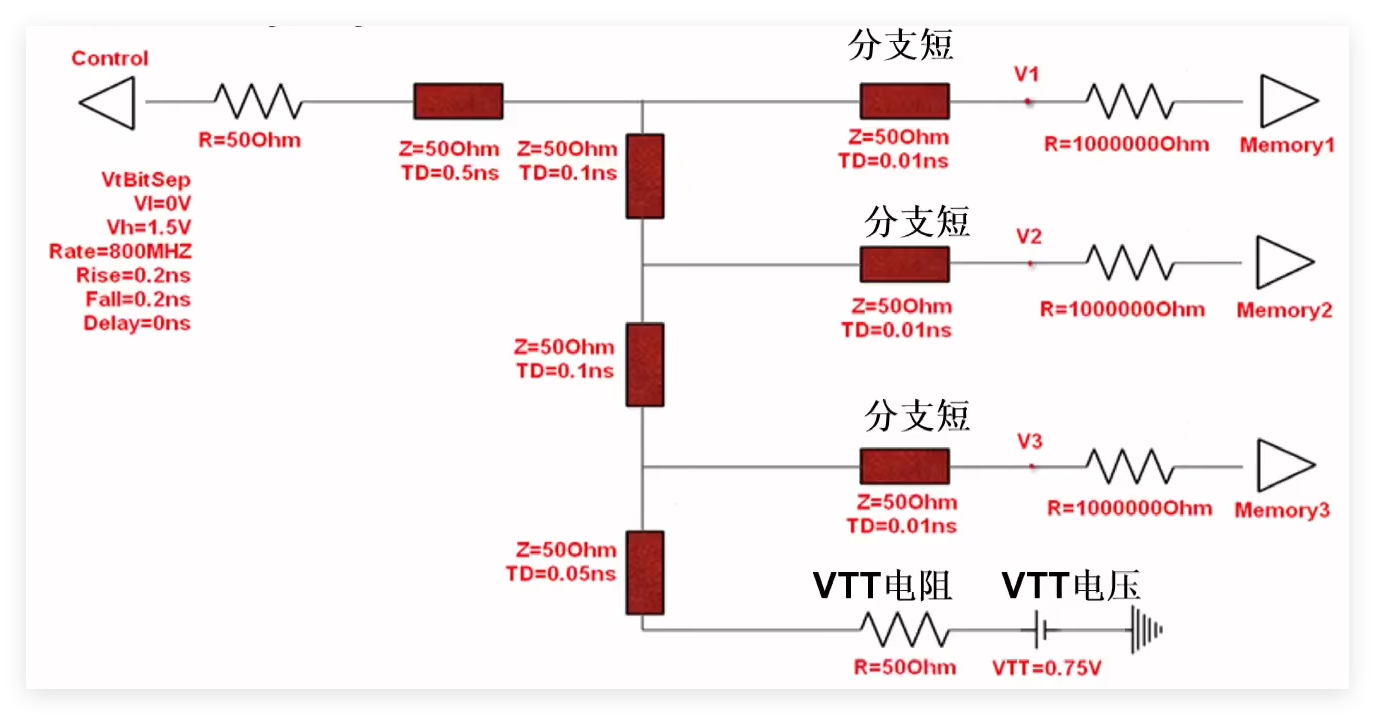 Control
R=50Ohm
VtBitSep
Vl=0V
Vh=1.5V
Rate=800MHZ
Rise=0.2ns
Fall=0.2ns
Delay=0ns
Z=50Ohm
TD=0.5ns
Z=50Ohm
TD=0.1ns
分支短
Z=50Ohm
TD=0.01ns
V1
R=1000000Ohm
Memory1
分支短
Z=50Ohm
TD=0.01ns
V2
R=1000000Ohm
Memory2
Z=50Ohm
TD=0.1ns
分支短
Z=50Ohm
TD=0.01ns
V3
R=1000000Ohm
Memory3
Z=50Ohm
TD=0.05ns
VTT电阻
R=50Ohm
VTT电压
VTT=0.75V